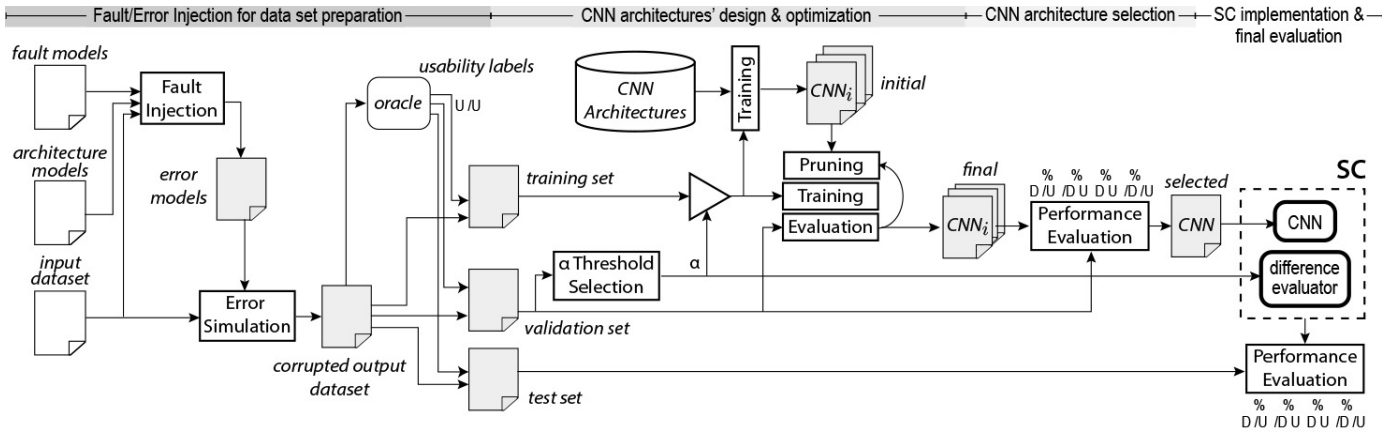 Fault/Error Injection for data set preparation
CNN architectures' design & optimization
CNN architecture selection
SC implementation &
final evaluation
fault models
Fault
Injection
architecture
models
error
models
input
dataset
Error
Simulation
corrupted output
dataset
oracle
usability labels
U /U
training set
validation set
test set
CNN
Architectures
Training
CNNi
initial
Pruning
Training
Evaluation
α Threshold
Selection
α
final
CNNi
% % % %
D /U /D U D U /D /U
Performance
Evaluation
selected
CNN
SC
CNN
difference
evaluator
Performance
Evaluation
% % % %
D /U /D U D U /D /U